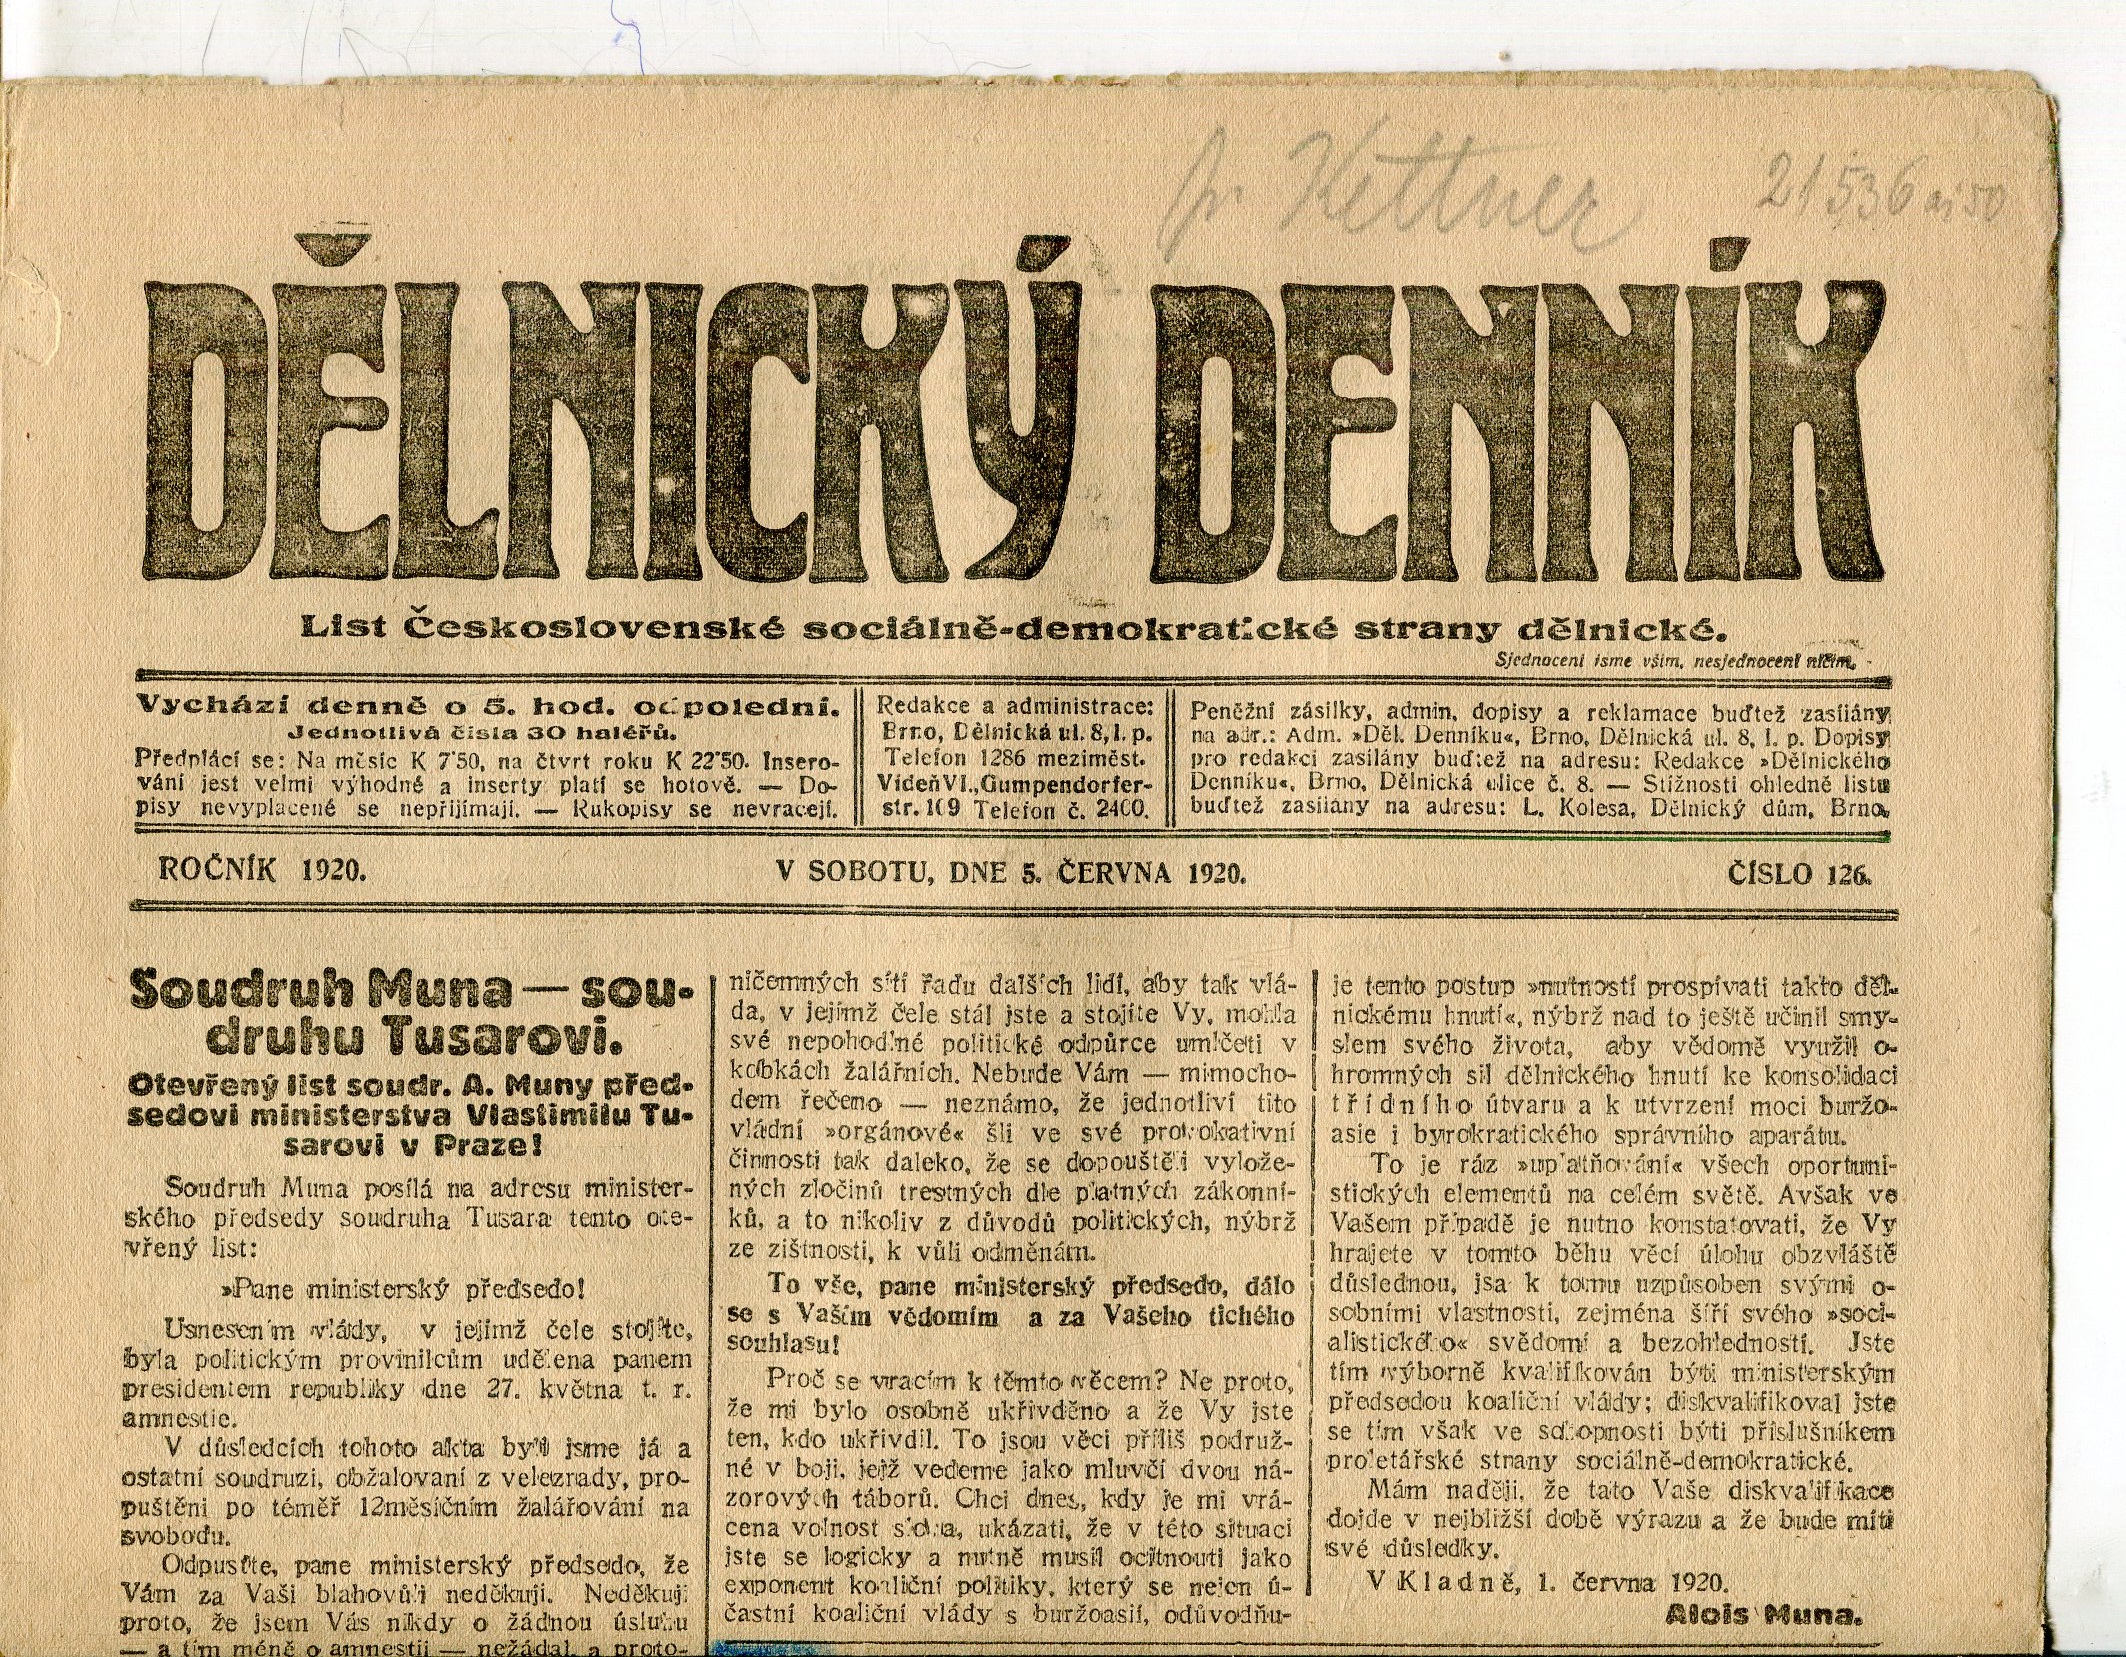 Kettner
21536
DĚLNICKÝ DENNÍK
List Československé sociálně-demokratické strany dělnické.
Sjednoceni jsme vším, nesjednoceni ničím.
Vychází denně o 5. hod. odpolední.
Jednotlivá čísla 30 haléřů.
Předplácí se: Na měsíc K 7˙50, na čtvrt roku K 22˙50. Insero-
vání jest velmi výhodné a inserty platí se hotově. — Do-
pisy nevyplacené se nepřijímají. — Rukopisy se nevracejí.
Redakce a administrace:
Brno, Dělnická ul. 8, I. p.
Telefon 1286 meziměst.
Vídeň VI., Gumpendorfer-
str. 109 Telefon č. 2400.
Peněžní zásilky, admin. dopisy a reklamace buďtež zasílány
na adr.: Adm. »Děl. Denníku«, Brno, Dělnická ul. 8, I. p. Dopisy
pro redakci zasílány buďtež na adresu: Redakce »Dělnického
Denníku«, Brno, Dělnická ulice č. 8. — Stížnosti ohledně listu
buďtež zasílány na adresu: L. Kolesa, Dělnický dům, Brno.
ROČNÍK 1920.
V SOBOTU, DNE 5. ČERVNA 1920.
ČÍSLO 126.
Soudruh Muna — sou-
druhu Tusarovi.
Otevřený list soudr. A. Muny před-
sedovi ministerstva Vlastimilu Tu-
sarovi v Praze!
Soudruh Muna posílá na adresu minister-
ského předsedy soudruha Tusara tento ote-
vřený list:
»Pane ministerský předsedo!
Usnesením vlády, v jejímž čele stojíte,
byla politickým provinilcům udělena panem
presidentem republiky dne 27. května t. r.
amnestie.
V důsledcích tohoto akta byli jsme já a
ostatní soudruzi, obžalovaní z velezrady, pro-
puštěni po téměř 12měsíčním žalářování na
svobodu.
Odpusťte, pane ministerský předsedo, že
Vám za Vaši blahovůli neděkuji. Neděkuji
proto, že jsem Vás nikdy o žádnou úsluhu
— a tím méně o amnestii — nežádal, a proto-
ničemných sítí řadu dalších lidí, aby tak vlá-
da, v jejímž čele stál jste a stojíte Vy, mohla
své nepohodlné politické odpůrce umlčeti v
kobkách žalářních. Nebude Vám — mimocho-
dem řečeno — neznámo, že jednotliví tito
vládní »orgánové« šli ve své provokativní
činnosti tak daleko, že se dopouštěli vylože-
ných zločinů trestných dle platných zákonní-
ků, a to nikoliv z důvodů politických, nýbrž
ze zištnosti, k vůli odměnám.
To vše, pane ministerský předsedo, dálo
se s Vaším vědomím a za Vašeho tichého
souhlasu!
Proč se vracím k těmto věcem? Ne proto,
že mi bylo osobně ukřivděno a že Vy jste
ten, kdo ukřivdil. To jsou věci příliš podruž-
né v boji, jejž vedeme jako mluvčí dvou ná-
zorových táborů. Chci dnes, kdy je mi vrá-
cena volnost slova, ukázati, že v této situaci
jste se logicky a nutně musil ocitnouti jako
exponent koaliční politiky, který se nejen ú-
častní koaliční vlády s buržoasií, odůvodňu-
je tento postup »nutností prospívati takto děl-
nickému hnutí«, nýbrž nad to ještě učinil smy-
slem svého života, aby vědomě využil o-
hromných sil dělnického hnutí ke konsolidaci
třídního útvaru a k utvrzení moci buržo-
asie i byrokratického správního aparátu.
To je ráz »uplatňování« všech oportuni-
stických elementů na celém světě. Avšak ve
Vašem případě je nutno konstatovati, že Vy
hrajete v tomto běhu věcí úlohu obzvláště
důslednou, jsa k tomu uzpůsoben svými o-
sobními vlastnosti, zejména šíří svého »soci-
alistického« svědomí a bezohledností. Jste
tím výborně kvalifikován býti ministerským
předsedou koaliční vlády; diskvalifikoval jste
se tím však ve schopnosti býti příslušníkem
proletářské strany sociálně-demokratické.
Mám naději, že tato Vaše diskvalifikace
dojde v nejbližší době výrazu a že bude míti
své důsledky.
V Kladně, 1. června 1920.
Alois Muna.